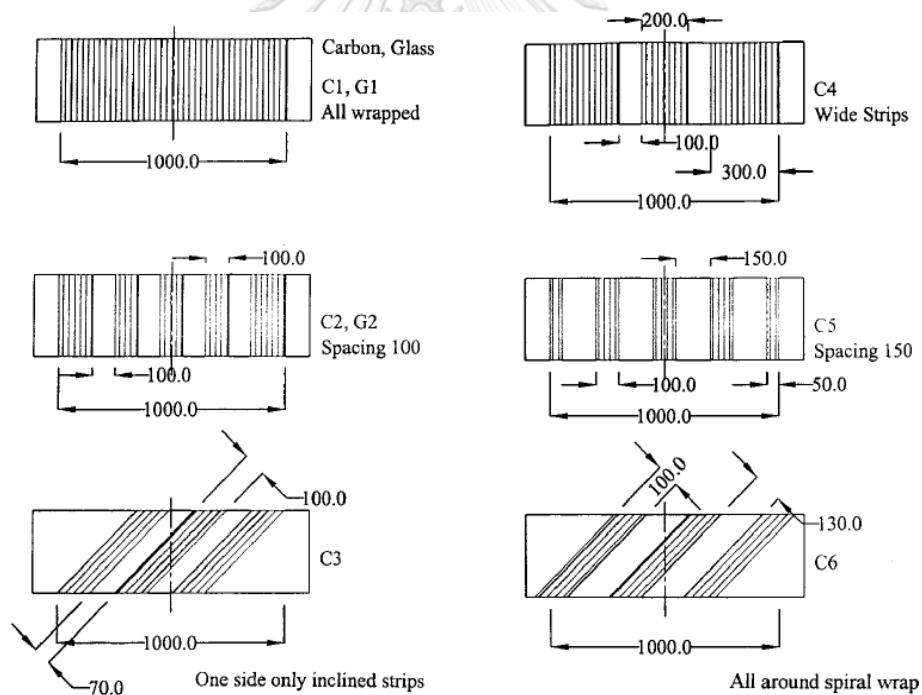 Carbon, Glass
C1, G1
All wrapped
1000.0
200.0
C4
Wide Strips
100.0
300.0
1000.0
100.0
C2, G2
Spacing 100
100.0
1000.0
150.0
C5
Spacing 150
100.0
50.0
1000.0
100.0
C3
1000.0
70.0
One side only inclined strips
100.0
130.0
C6
1000.0
All around spiral wrap